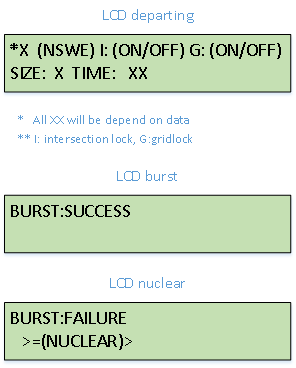 LCD departing
*X (NSWE) I: (ON/OFF) G: (ON/OFF)
SIZE: X TIME: XX
* All XX will be depend on data
** I: intersection lock, G:gridlock
LCD burst
BURST:SUCCESS
LCD nuclear
BURST:FAILURE
>=(NUCLEAR)>